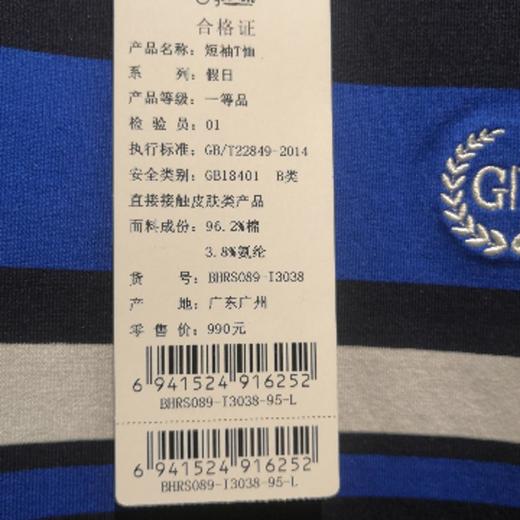 合格证
产品名称：短袖T恤
系 列：假日
产品等级：一等品
检 验 员：01
执行标准：GB/T22849-2014
安全类别：GB18401 B类
直接接触皮肤类产品
面料成份：96.2%棉
3.8%氨纶
货 号：BHRS089-I3038
产 地：广东广州
零 售 价：990元
6 941524 916252
BHRS089-I3038-95-L
6 941524 916252
BHRS089-I3038-95-L